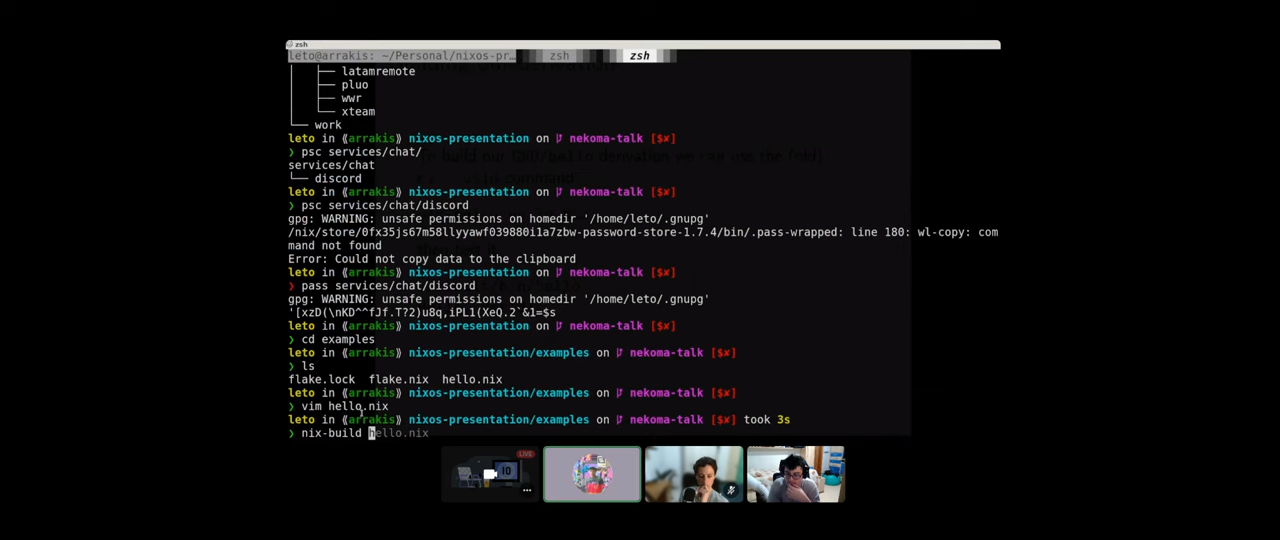 zsh
leto@arrakis: ~/Personal/nixos-pr… zsh zsh
│   ├── latamremote
│   ├── pluo
│   ├── wwr
│   └── xteam
└── work
leto in ⟪arrakis⟫ nixos-presentation on nekoma-talk [$✘]
❯ psc services/chat/
services/chat
└── discord
leto in ⟪arrakis⟫ nixos-presentation on nekoma-talk [$✘]
❯ psc services/chat/discord
gpg: WARNING: unsafe permissions on homedir '/home/leto/.gnupg'
/nix/store/0fx35js67m58llyyawf039880i1a7zbw-password-store-1.7.4/bin/.pass-wrapped: line 180: wl-copy: com
mand not found
Error: Could not copy data to the clipboard
leto in ⟪arrakis⟫ nixos-presentation on nekoma-talk [$✘]
❯ pass services/chat/discord
gpg: WARNING: unsafe permissions on homedir '/home/leto/.gnupg'
'[xzD(\nKD^^fJf.T?2)u8q,iPL1(XeQ.2`&1=$s
leto in ⟪arrakis⟫ nixos-presentation on nekoma-talk [$✘]
❯ cd examples
leto in ⟪arrakis⟫ nixos-presentation/examples on nekoma-talk [$✘]
❯ ls
flake.lock  flake.nix  hello.nix
leto in ⟪arrakis⟫ nixos-presentation/examples on nekoma-talk [$✘]
❯ vim hello.nix
leto in ⟪arrakis⟫ nixos-presentation/examples on nekoma-talk [$✘] took 3s
❯ nix-build hello.nix
LIVE